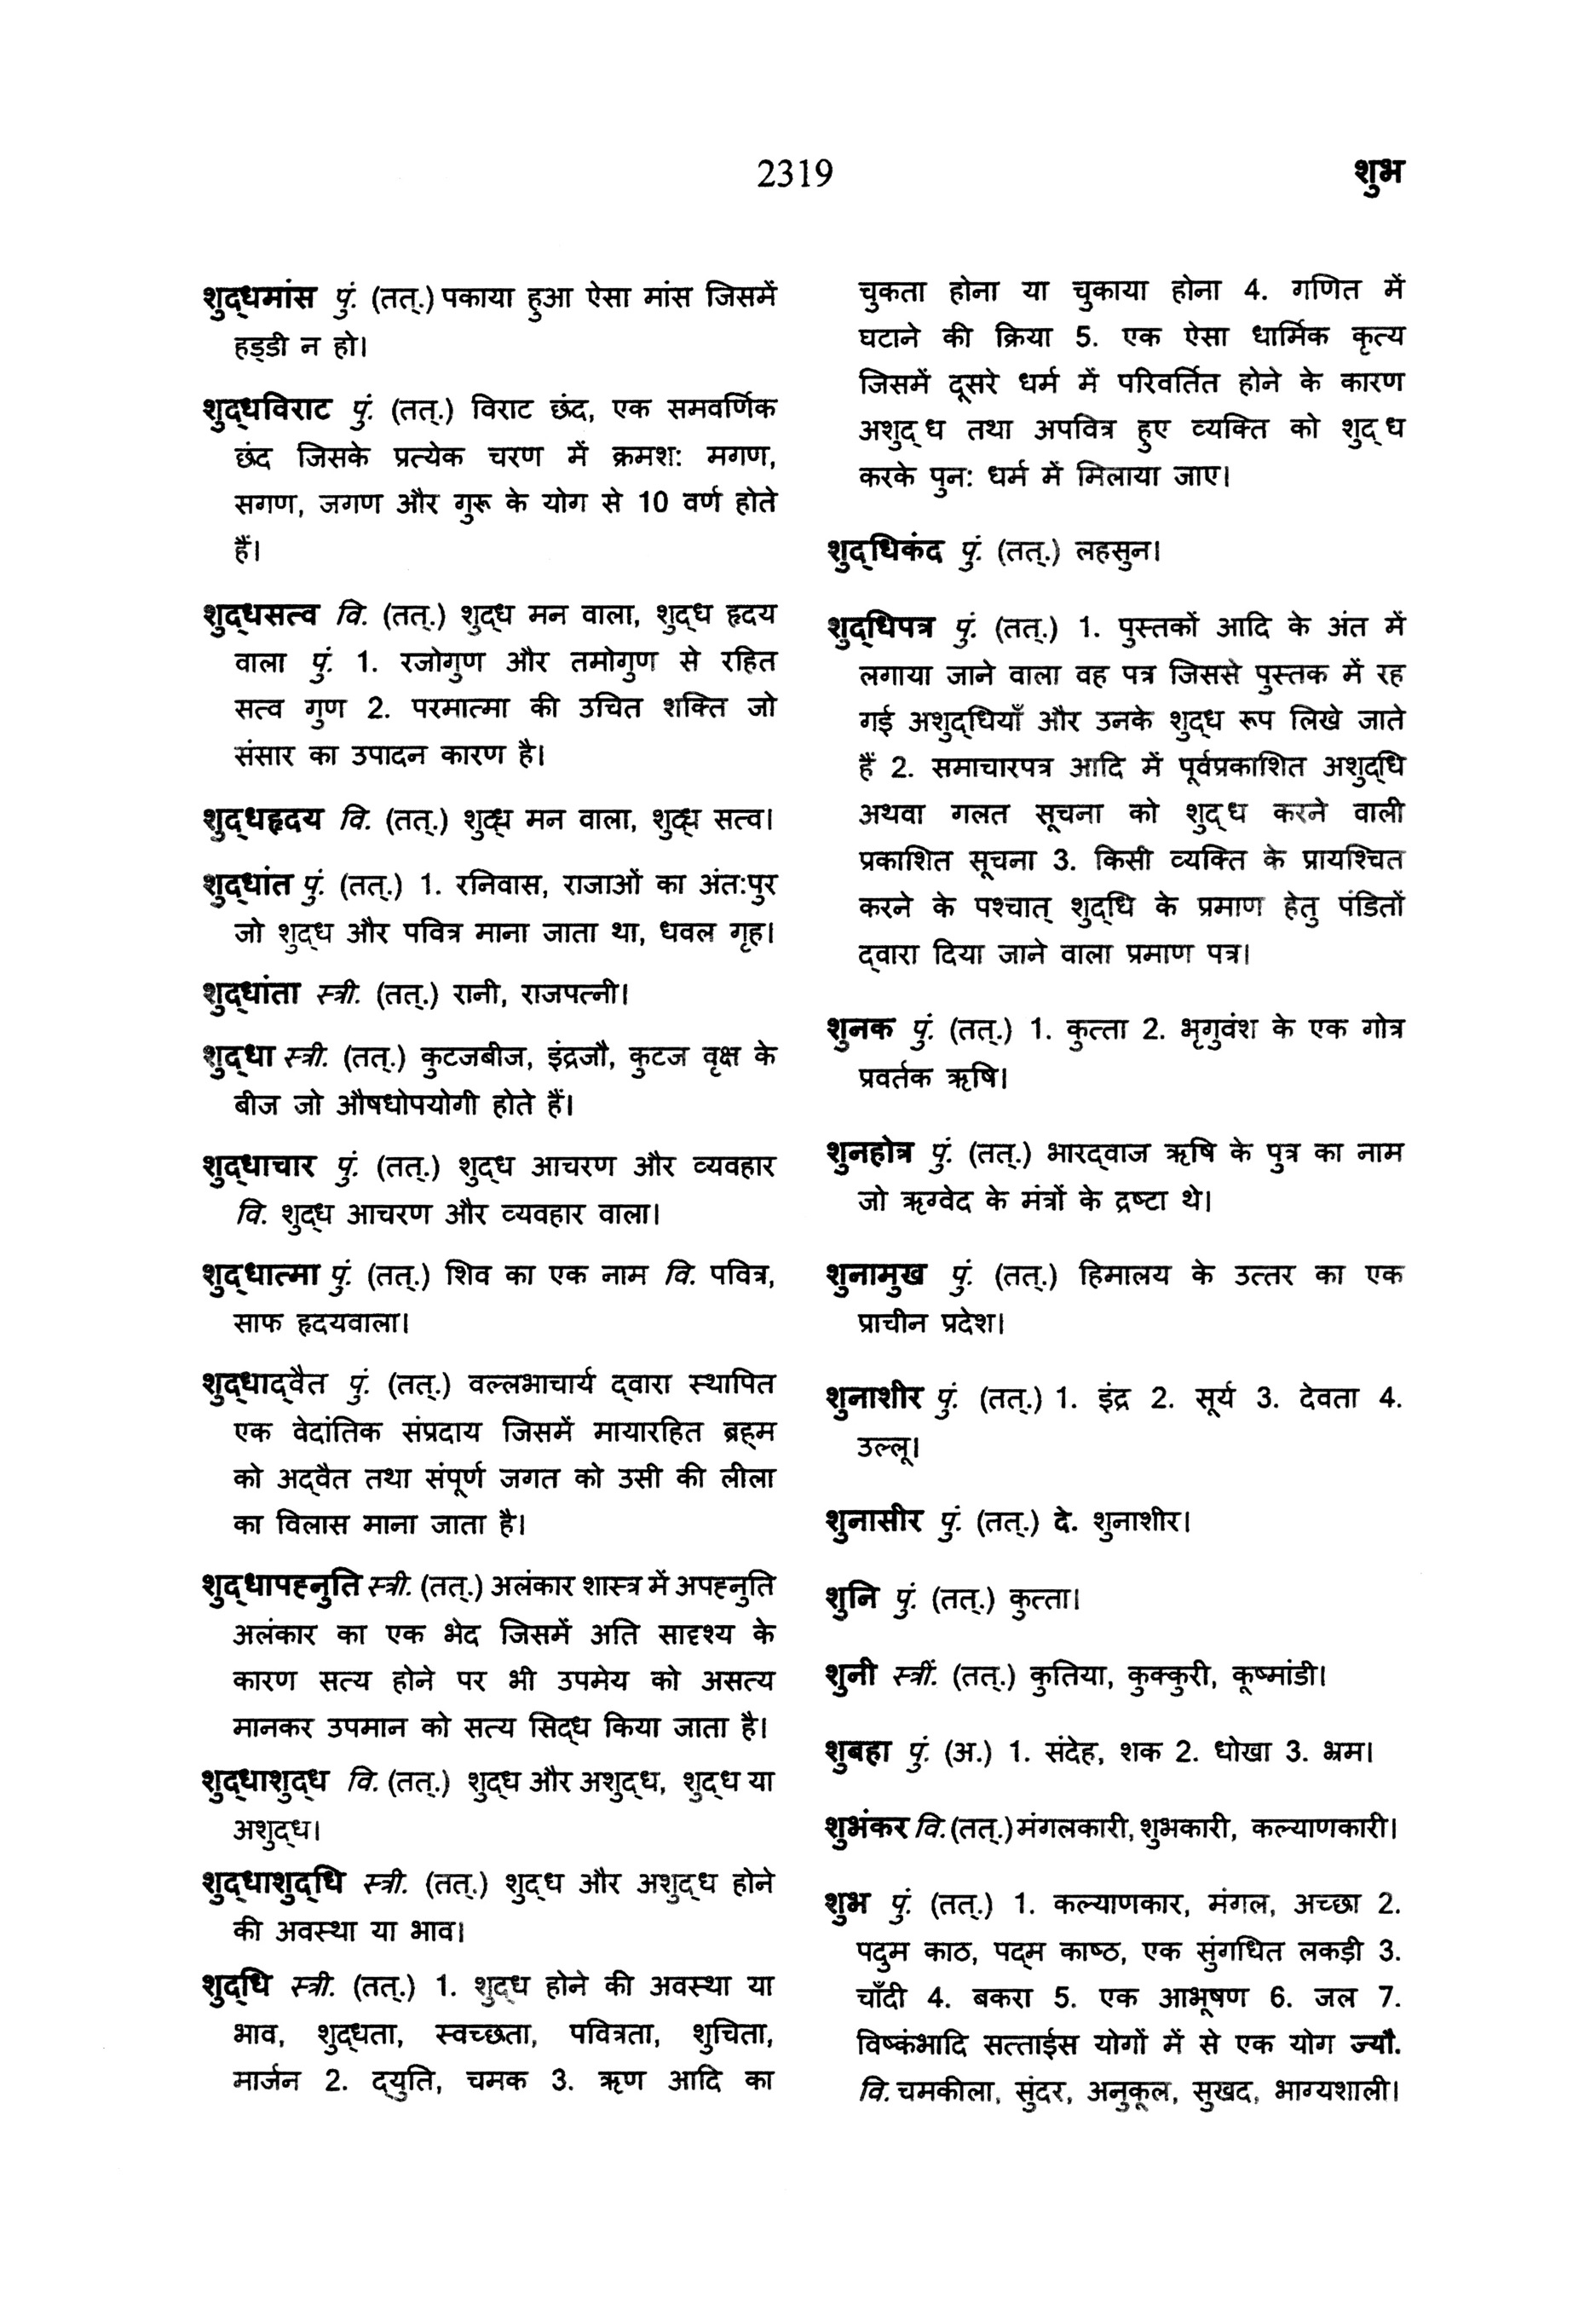 2319
शुभ
शुद्धमांस पुं. (तत्.) पकाया हुआ ऐसा मांस जिसमें
हड्डी न हो।
शुद्धविराट पुं. (तत्.) विराट छंद, एक समवर्णिक
छंद जिसके प्रत्येक चरण में क्रमश: मगण,
सगण, जगण और गुरू के योग से 10 वर्ण होते
हैं।
शुद्धसत्व वि. (तत्.) शुद्ध मन वाला, शुद्ध हृदय
वाला पुं. 1. रजोगुण और तमोगुण से रहित
सत्व गुण 2. परमात्मा की उचित शक्ति जो
संसार का उपादन कारण है।
शुद्धहृदय वि. (तत्.) शुद्ध मन वाला, शुद्ध सत्व।
शुद्धांत पुं. (तत्.) 1. रनिवास, राजाओं का अंत:पुर
जो शुद्ध और पवित्र माना जाता था, धवल गृह।
शुद्धांता स्त्री. (तत्.) रानी, राजपत्नी।
शुद्धा स्त्री. (तत्.) कुटजबीज, इंद्रजौ, कुटज वृक्ष के
बीज जो औषधोपयोगी होते हैं।
शुद्धाचार पुं. (तत्.) शुद्ध आचरण और व्यवहार
वि. शुद्ध आचरण और व्यवहार वाला।
शुद्धात्मा पुं. (तत्.) शिव का एक नाम वि. पवित्र,
साफ हृदयवाला।
शुद्धाद्वैत पुं. (तत्.) वल्लभाचार्य द्वारा स्थापित
एक वेदांतिक संप्रदाय जिसमें मायारहित ब्रह्म
को अद्वैत तथा संपूर्ण जगत को उसी की लीला
का विलास माना जाता है।
शुद्धापह्नुति स्त्री. (तत्.) अलंकार शास्त्र में अपह्नुति
अलंकार का एक भेद जिसमें अति सादृश्य के
कारण सत्य होने पर भी उपमेय को असत्य
मानकर उपमान को सत्य सिद्ध किया जाता है।
शुद्धाशुद्ध वि. (तत्.) शुद्ध और अशुद्ध, शुद्ध या
अशुद्ध।
शुद्धाशुद्धि स्त्री. (तत्.) शुद्ध और अशुद्ध होने
की अवस्था या भाव।
शुद्धि स्त्री. (तत्.) 1. शुद्ध होने की अवस्था या
भाव, शुद्धता, स्वच्छता, पवित्रता, शुचिता,
मार्जन 2. द्युति, चमक 3. ऋण आदि का
चुकता होना या चुकाया होना 4. गणित में
घटाने की क्रिया 5. एक ऐसा धार्मिक कृत्य
जिसमें दूसरे धर्म में परिवर्तित होने के कारण
अशुद्ध तथा अपवित्र हुए व्यक्ति को शुद्ध
करके पुन: धर्म में मिलाया जाए।
शुद्धिकंद पुं. (तत्.) लहसुन।
शुद्धिपत्र पुं. (तत्.) 1. पुस्तकों आदि के अंत में
लगाया जाने वाला वह पत्र जिससे पुस्तक में रह
गई अशुद्धियाँ और उनके शुद्ध रूप लिखे जाते
हैं 2. समाचारपत्र आदि में पूर्वप्रकाशित अशुद्धि
अथवा गलत सूचना को शुद्ध करने वाली
प्रकाशित सूचना 3. किसी व्यक्ति के प्रायश्चित
करने के पश्चात् शुद्धि के प्रमाण हेतु पंडितों
द्वारा दिया जाने वाला प्रमाण पत्र।
शुनक पुं. (तत्.) 1. कुत्ता 2. भृगुवंश के एक गोत्र
प्रवर्तक ऋषि।
शुनहोत्र पुं. (तत्.) भारद्वाज ऋषि के पुत्र का नाम
जो ऋग्वेद के मंत्रों के द्रष्टा थे।
शुनामुख पुं. (तत्.) हिमालय के उत्तर का एक
प्राचीन प्रदेश।
शुनाशीर पुं. (तत्.) 1. इंद्र 2. सूर्य 3. देवता 4.
उल्लू।
शुनासीर पुं. (तत्.) दे. शुनाशीर।
शुनि पुं. (तत्.) कुत्ता।
शुनी स्त्रीं. (तत्.) कुतिया, कुक्कुरी, कूष्मांडी।
शुबहा पुं. (अ.) 1. संदेह, शक 2. धोखा 3. भ्रम।
शुभंकर वि. (तत्.) मंगलकारी, शुभकारी, कल्याणकारी।
शुभ पुं. (तत्.) 1. कल्याणकार, मंगल, अच्छा 2.
पदुम काठ, पद्म काष्ठ, एक सुंगधित लकड़ी 3.
चाँदी 4. बकरा 5. एक आभूषण 6. जल 7.
विष्कंभादि सत्ताईस योगों में से एक योग ज्यौ.
वि. चमकीला, सुंदर, अनुकूल, सुखद, भाग्यशाली।